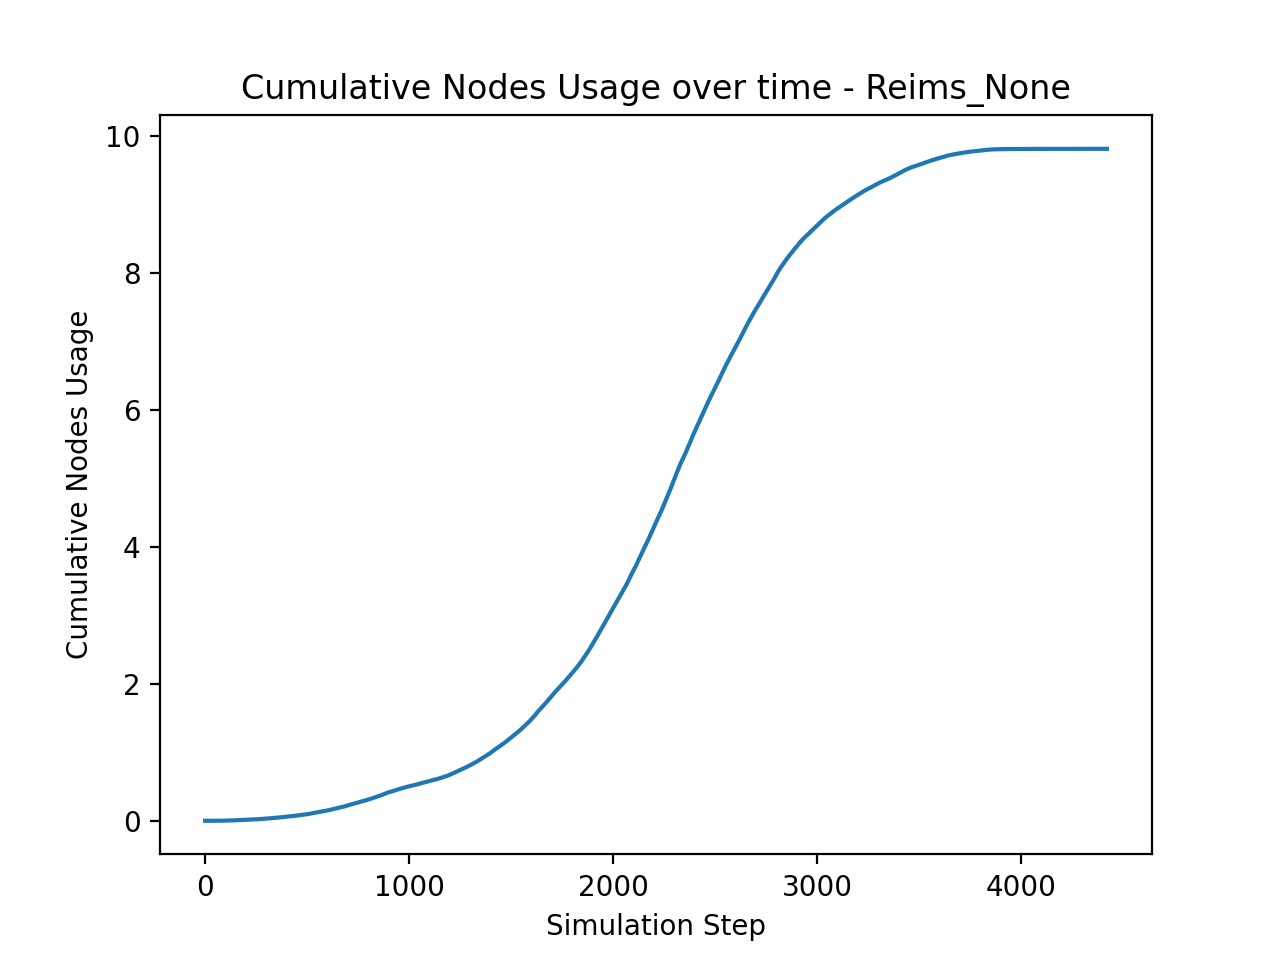 Cumulative Nodes Usage over time - Reims_None
Cumulative Nodes Usage
10
8
6
4
2
0
0 1000 2000 3000 4000
Simulation Step